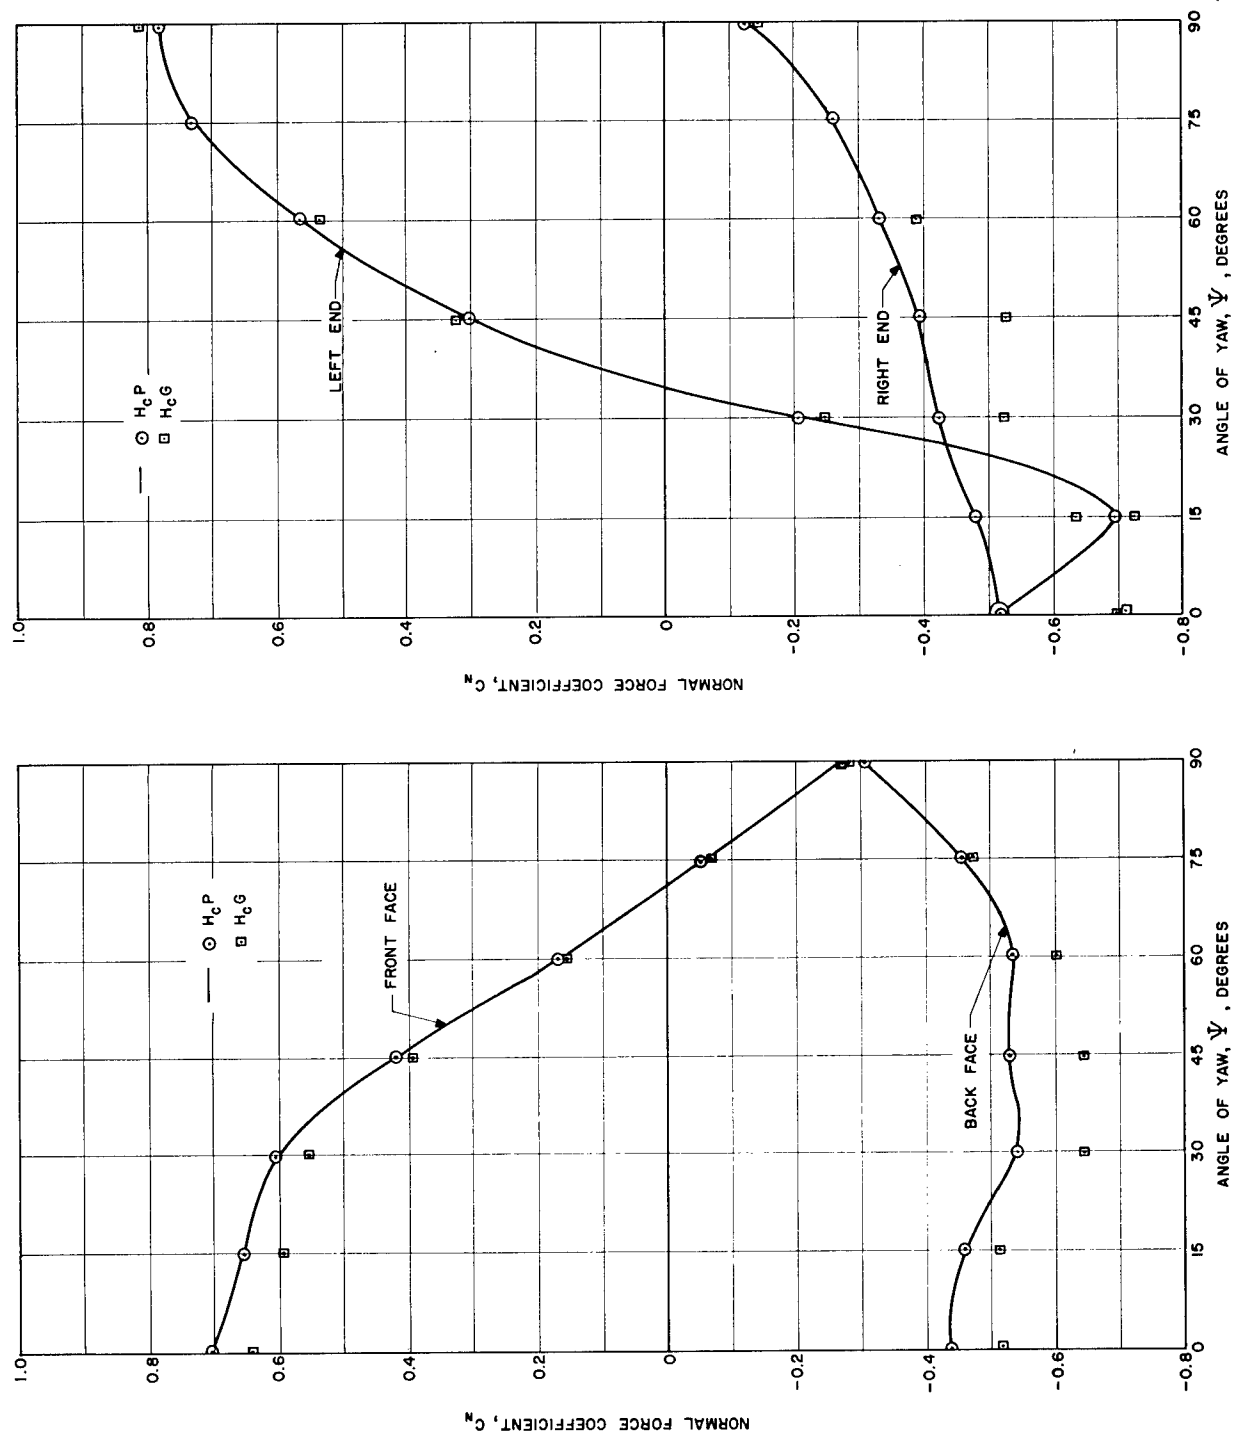 NORMAL FORCE COEFFICIENT, CN
1.0
0.8
0.6
0.4
0.2
0
-0.2
-0.4
-0.6
-0.8
0
15
30
45
60
75
90
ANGLE OF YAW, Ψ, DEGREES
HcP
HcG
FRONT FACE
BACK FACE
NORMAL FORCE COEFFICIENT, CN
1.0
0.8
0.6
0.4
0.2
0
-0.2
-0.4
-0.6
-0.8
0
15
30
45
60
75
90
ANGLE OF YAW, Ψ, DEGREES
HcP
HcG
LEFT END
RIGHT END